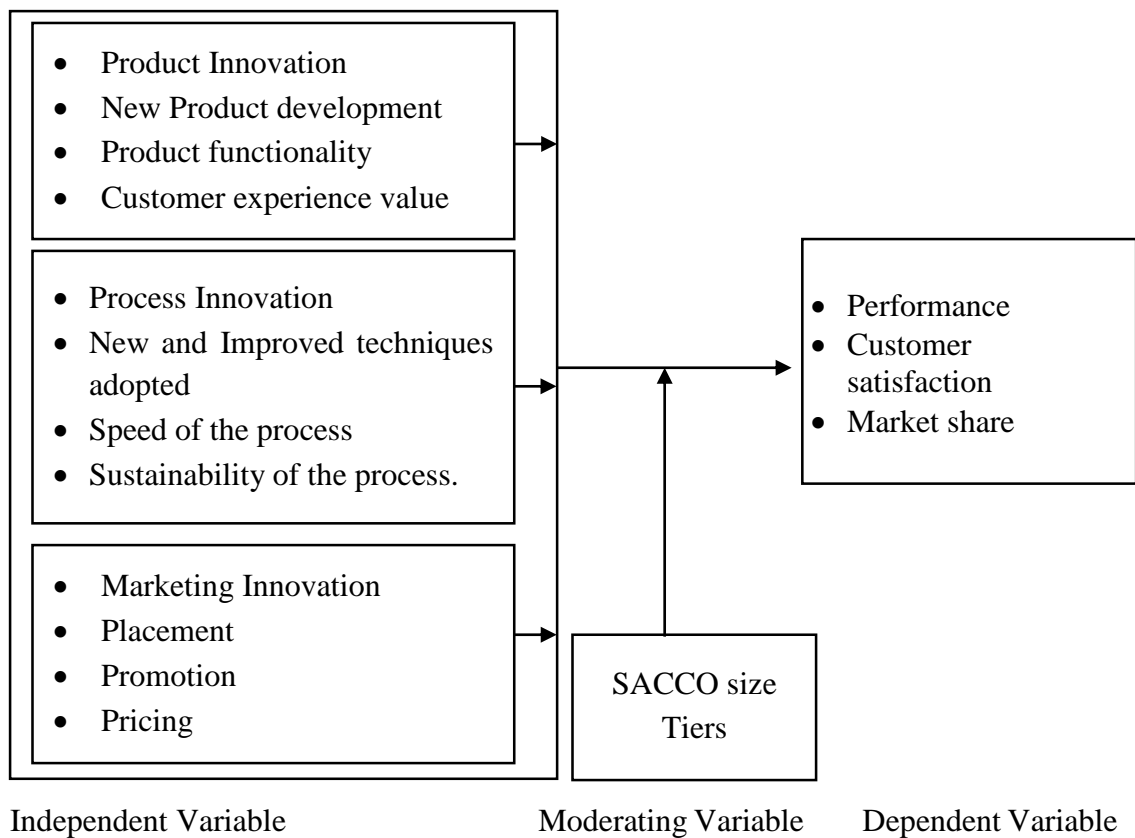 • Product Innovation
• New Product development
• Product functionality
• Customer experience value
• Process Innovation
• New and Improved techniques
adopted
• Speed of the process
• Sustainability of the process.
• Marketing Innovation
• Placement
• Promotion
• Pricing
SACCO size
Tiers
• Performance
• Customer
satisfaction
• Market share
Independent Variable
Moderating Variable
Dependent Variable